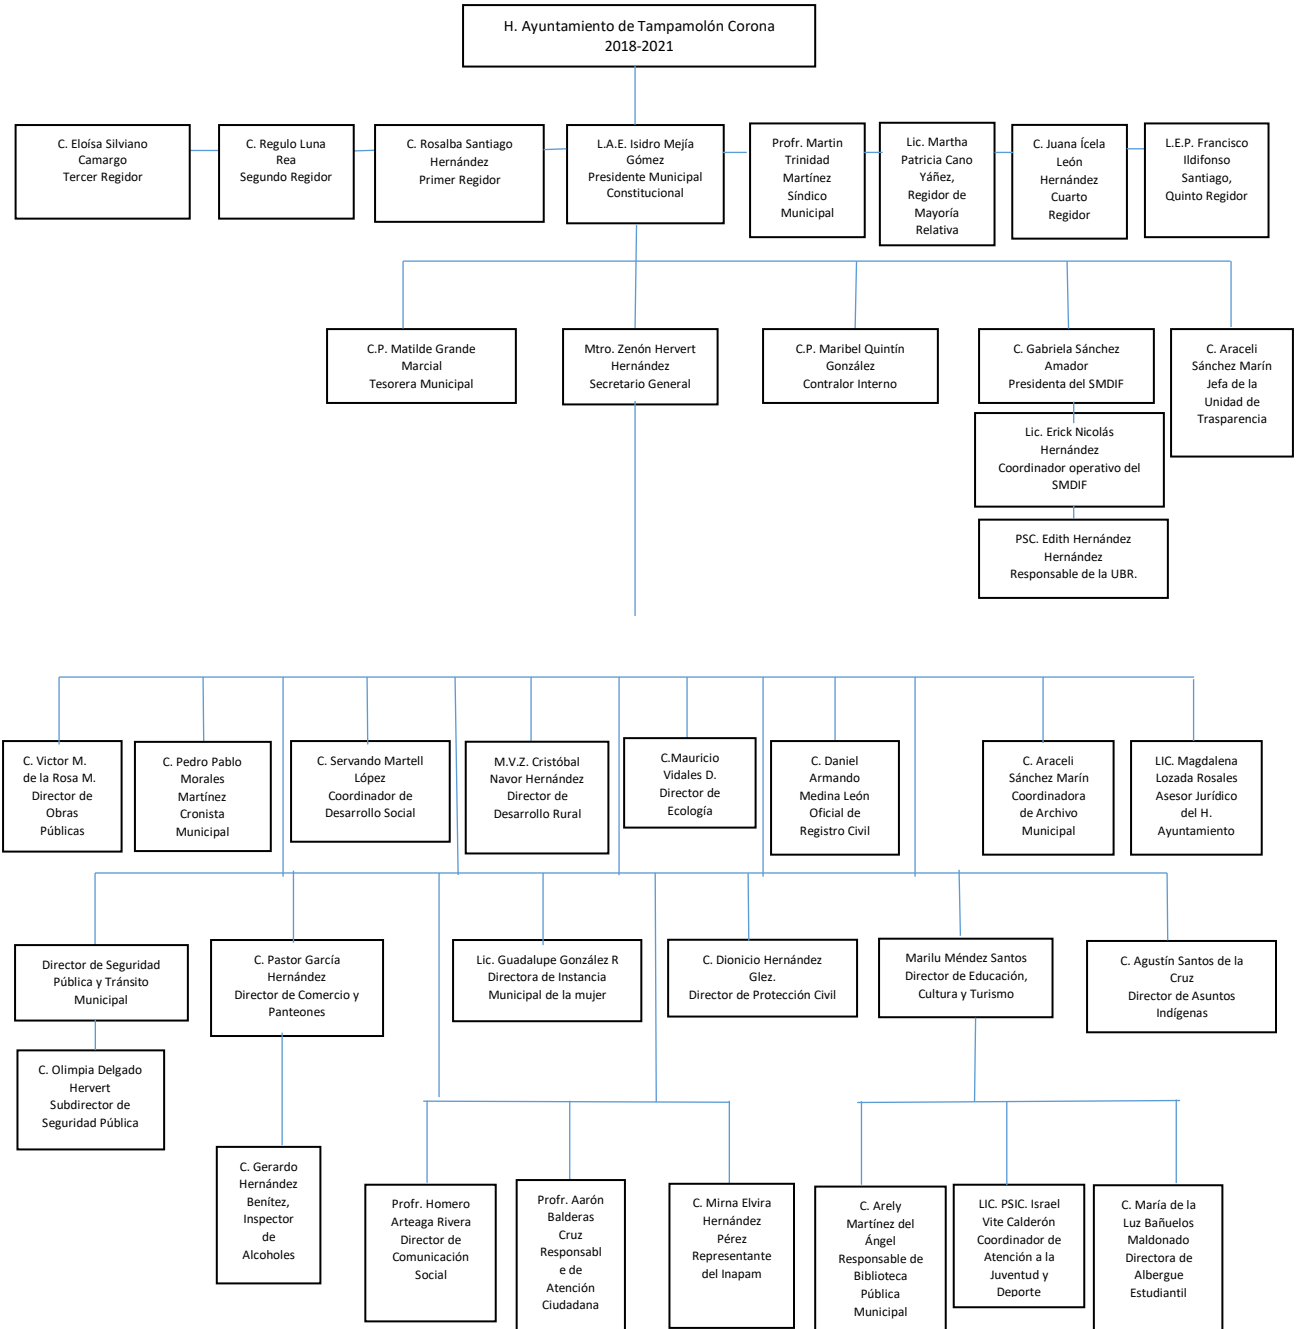 H. Ayuntamiento de Tampamolón Corona
2018-2021
C. Eloísa Silviano
Camargo
Tercer Regidor
C. Regulo Luna
Rea
Segundo Regidor
C. Rosalba Santiago
Hernández
Primer Regidor
L.A.E. Isidro Mejía
Gómez
Presidente Municipal
Constitucional
Profr. Martin
Trinidad
Martínez
Síndico
Municipal
Lic. Martha
Patricia Cano
Yáñez,
Regidor de
Mayoría
Relativa
C. Juana Ícela
León
Hernández
Cuarto
Regidor
L.E.P. Francisco
Ildifonso
Santiago,
Quinto Regidor
C.P. Matilde Grande
Marcial
Tesorera Municipal
Mtro. Zenón Hervert
Hernández
Secretario General
C.P. Maribel Quintín
González
Contralor Interno
C. Gabriela Sánchez
Amador
Presidenta del SMDIF
C. Araceli
Sánchez Marín
Jefa de la
Unidad de
Trasparencia
Lic. Erick Nicolás
Hernández
Coordinador operativo del
SMDIF
PSC. Edith Hernández
Hernández
Responsable de la UBR.
C. Victor M.
de la Rosa M.
Director de
Obras
Públicas
C. Pedro Pablo
Morales
Martínez
Cronista
Municipal
C. Servando Martell
López
Coordinador de
Desarrollo Social
M.V.Z. Cristóbal
Navor Hernández
Director de
Desarrollo Rural
C.Mauricio
Vidales D.
Director de
Ecología
C. Daniel
Armando
Medina León
Oficial de
Registro Civil
C. Araceli
Sánchez Marín
Coordinadora
de Archivo
Municipal
LIC. Magdalena
Lozada Rosales
Asesor Jurídico
del H.
Ayuntamiento
Director de Seguridad
Pública y Tránsito
Municipal
C. Pastor García
Hernández
Director de Comercio y
Panteones
Lic. Guadalupe González R
Directora de Instancia
Municipal de la mujer
C. Dionicio Hernández
Glez.
Director de Protección Civil
Marilu Méndez Santos
Director de Educación,
Cultura y Turismo
C. Agustín Santos de la
Cruz
Director de Asuntos
Indígenas
C. Olimpia Delgado
Hervert
Subdirector de
Seguridad Pública
C. Gerardo
Hernández
Benítez,
Inspector
de
Alcoholes
Profr. Homero
Arteaga Rivera
Director de
Comunicación
Social
Profr. Aarón
Balderas
Cruz
Responsabl
e de
Atención
Ciudadana
C. Mirna Elvira
Hernández
Pérez
Representante
del Inapam
C. Arely
Martínez del
Ángel
Responsable de
Biblioteca
Pública
Municipal
LIC. PSIC. Israel
Vite Calderón
Coordinador de
Atención a la
Juventud y
Deporte
C. María de la
Luz Bañuelos
Maldonado
Directora de
Albergue
Estudiantil